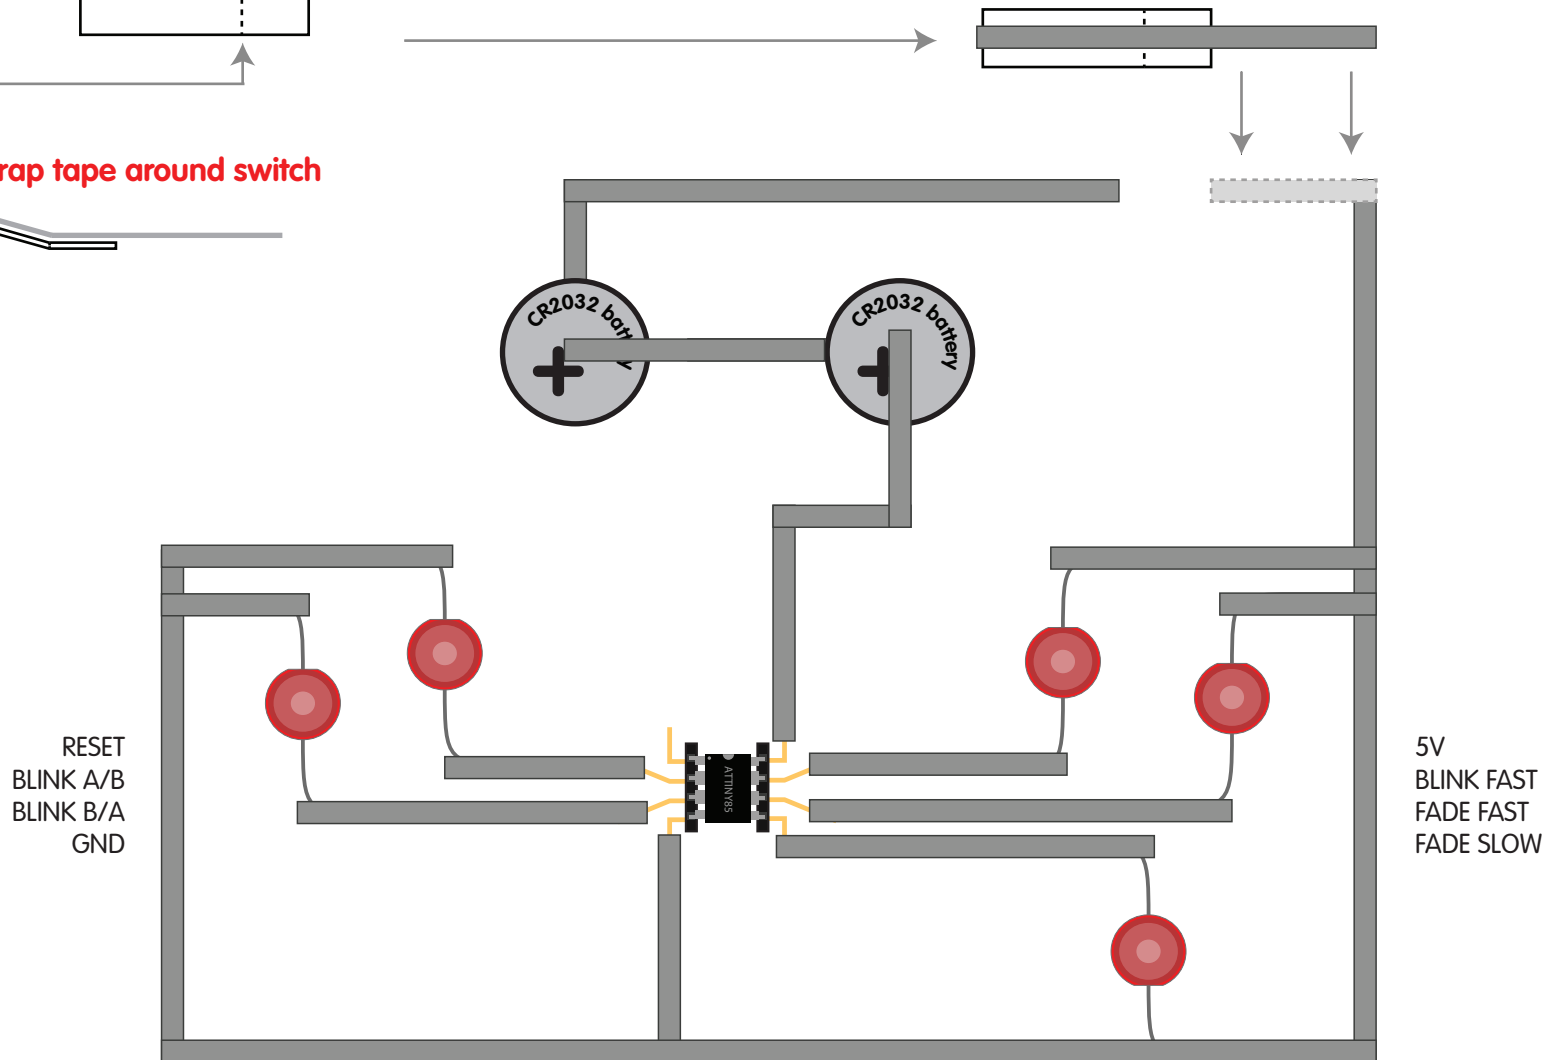 rap tape around switch
CR2032 battery
CR2032 battery
RESET
BLINK A/B
BLINK B/A
GND
ATTINY85
5V
BLINK FAST
FADE FAST
FADE SLOW